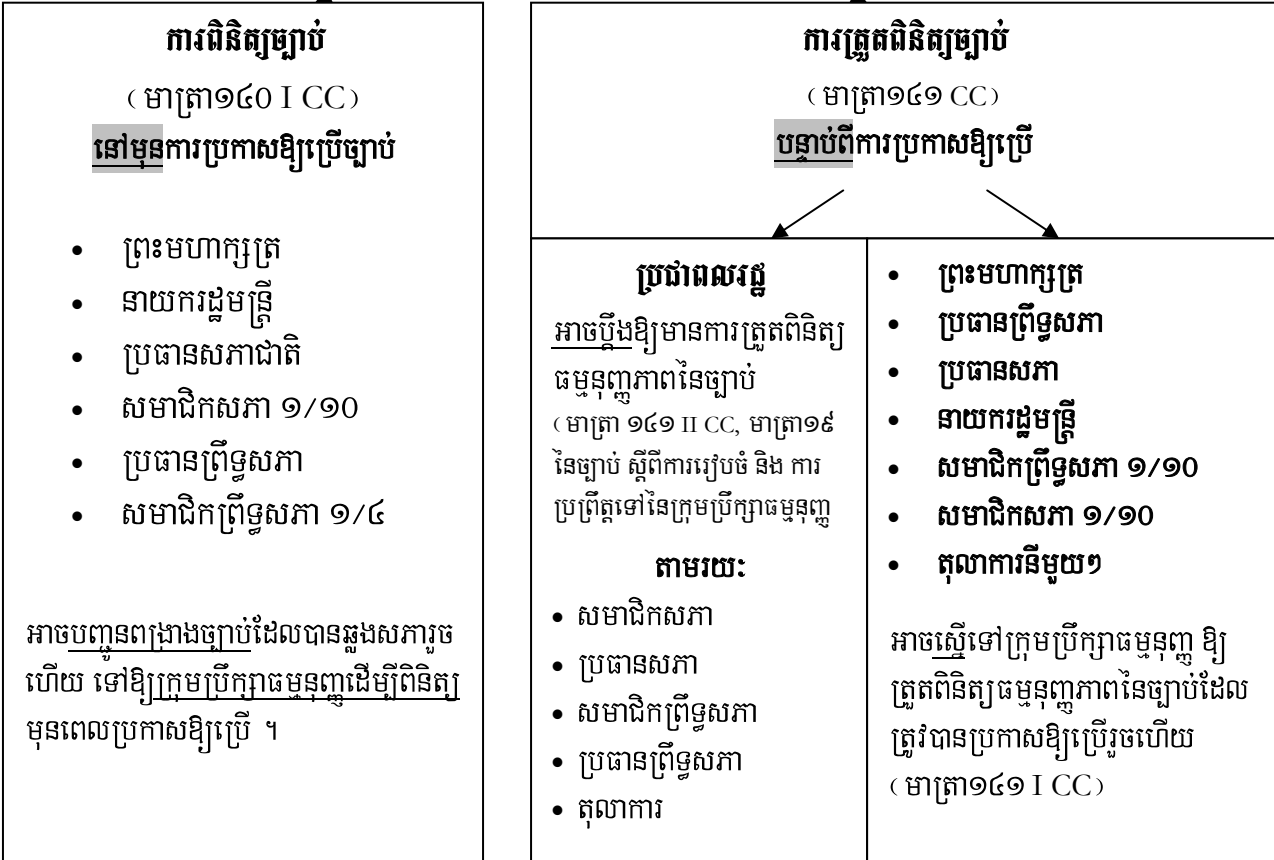 ការពិនិត្យច្បាប់
(មាត្រា១៤0 I CC)
នៅមុនការប្រកាសឱ្យប្រើច្បាប់
• ព្រះមហាក្សត្រ
• នាយករដ្ឋមន្ត្រី
• ប្រធានសភាជាតិ
• សមាជិកសភា ១/១0
• ប្រធានព្រឹទ្ធសភា
• សមាជិកព្រឹទ្ធសភា ១/៤
អាចបញ្ជូនពង្រាងច្បាប់ដែលបានឆ្លងសភារួច
ហើយ ទៅឱ្យក្រុមប្រឹក្សាធម្មនុញ្ញដើម្បីពិនិត្យ
មុនពេលប្រកាសឱ្យប្រើ ។
ការត្រួតពិនិត្យច្បាប់
(មាត្រា១៤១ CC)
បន្ទាប់ពីការប្រកាសឱ្យប្រើ
ប្រជាពលរដ្ឋ
អាចប្តឹងឱ្យមានការត្រួតពិនិត្យ
ធម្មនុញ្ញភាពនៃច្បាប់
(មាត្រា ១៤១ II CC, មាត្រា១៩
នៃច្បាប់ ស្តីពីការរៀបចំ និង ការ
ប្រព្រឹត្តទៅនៃក្រុមប្រឹក្សាធម្មនុញ្ញ
តាមរយៈ
• សមាជិកសភា
• ប្រធានសភា
• សមាជិកព្រឹទ្ធសភា
• ប្រធានព្រឹទ្ធសភា
• តុលាការ
• ព្រះមហាក្សត្រ
• ប្រធានព្រឹទ្ធសភា
• ប្រធានសភា
• នាយករដ្ឋមន្ត្រី
• សមាជិកព្រឹទ្ធសភា ១/១0
• សមាជិកសភា ១/១0
• តុលាការនីមួយៗ
អាចស្នើទៅក្រុមប្រឹក្សាធម្មនុញ្ញ ឱ្យ
ត្រួតពិនិត្យធម្មនុញ្ញភាពនៃច្បាប់ដែល
ត្រូវបានប្រកាសឱ្យប្រើរួចហើយ
(មាត្រា១៤១ I CC)